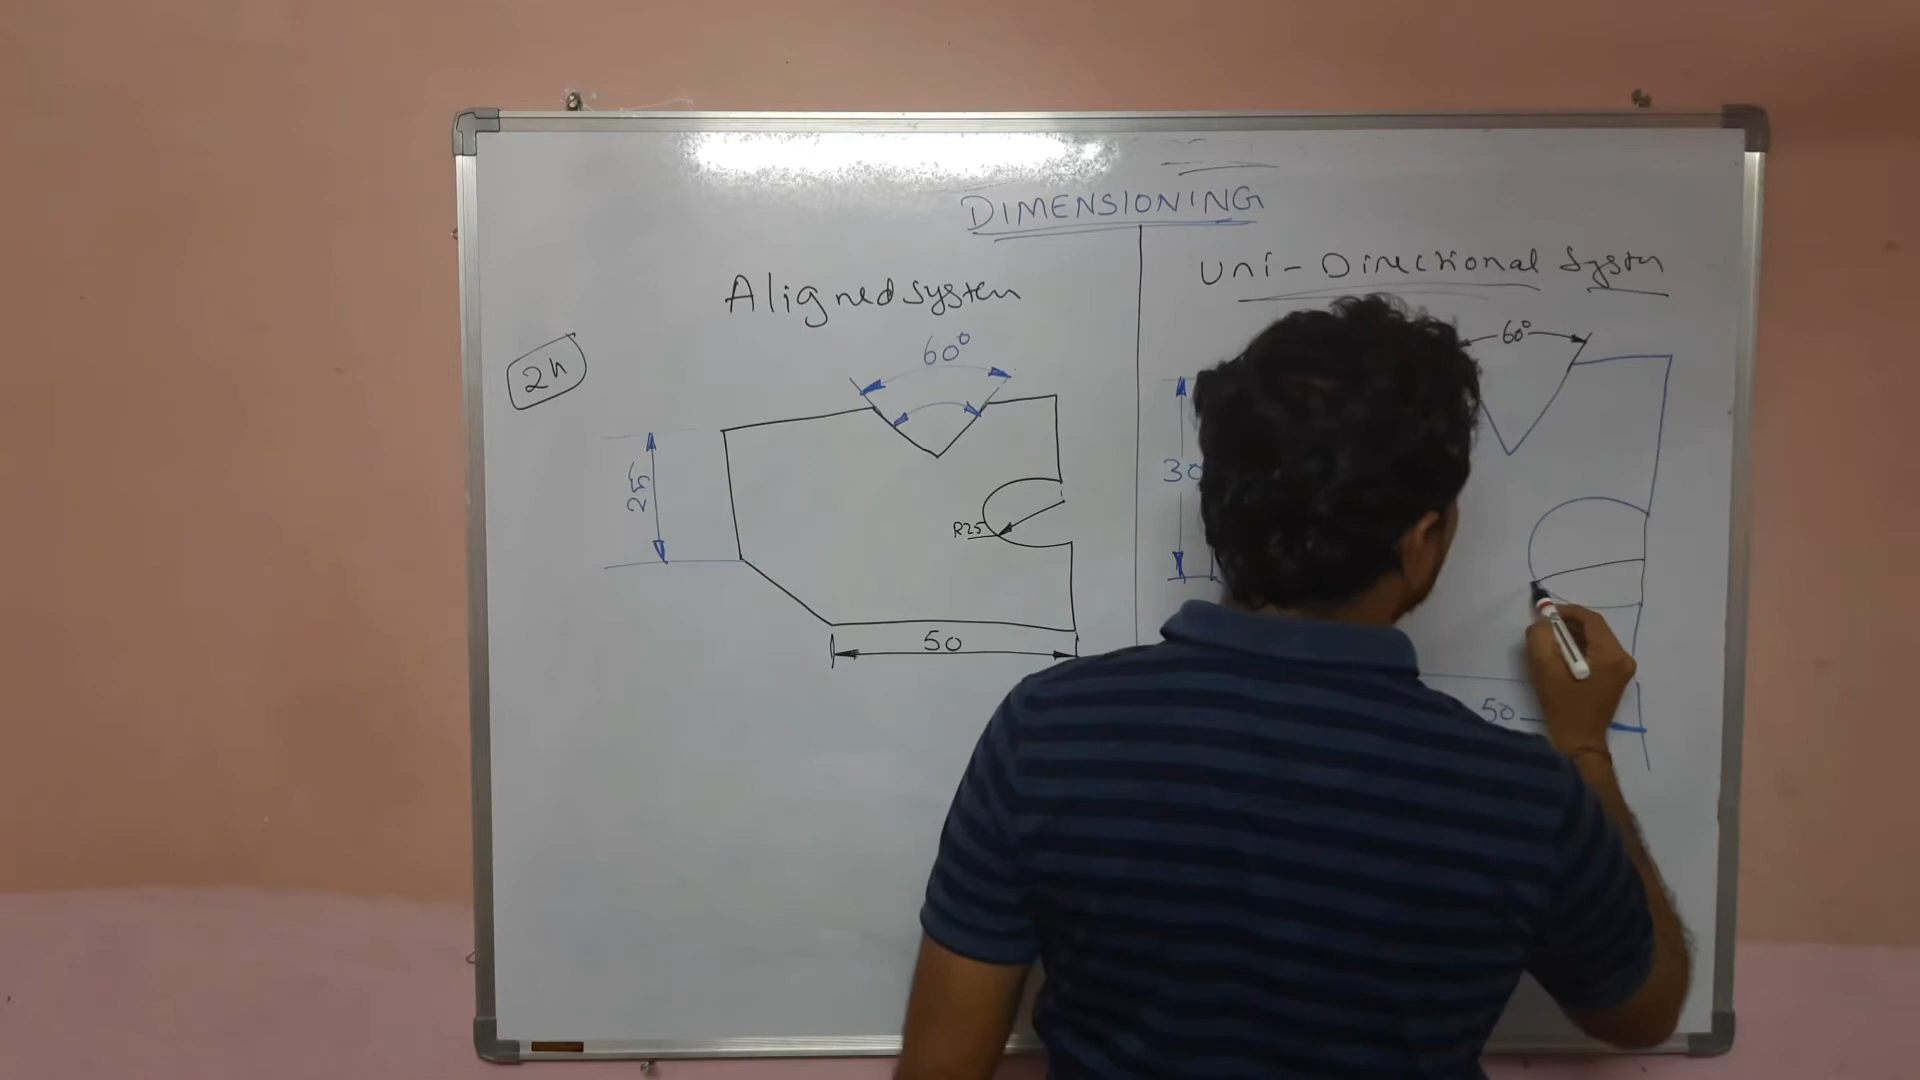 DIMENSIONING
Aligned system
Uni-Directional System
2h
60°
25
R25
50
60°
30
50